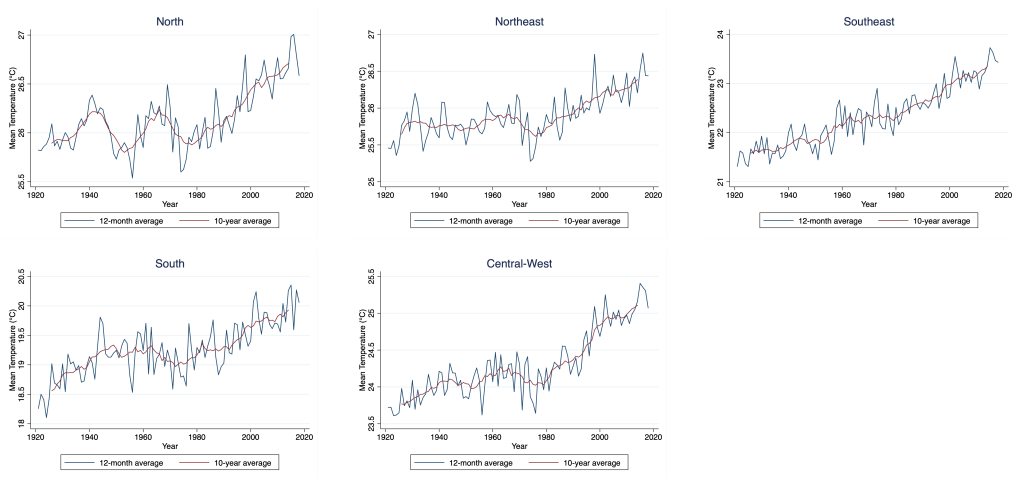 North
Mean Temperature (°C)
27
26.5
26
25.5
1920 1940 1960 1980 2000 2020
Year
12-month average 10-year average
Northeast
Mean Temperature (°C)
27
26.5
26
25.5
25
1920 1940 1960 1980 2000 2020
Year
12-month average 10-year average
Southeast
Mean Temperature (°C)
24
23
22
21
1920 1940 1960 1980 2000 2020
Year
12-month average 10-year average
South
Mean Temperature (°C)
20.5
20
19.5
19
18.5
18
1920 1940 1960 1980 2000 2020
Year
12-month average 10-year average
Central-West
Mean Temperature (°C)
25.5
25
24.5
24
23.5
1920 1940 1960 1980 2000 2020
Year
12-month average 10-year average